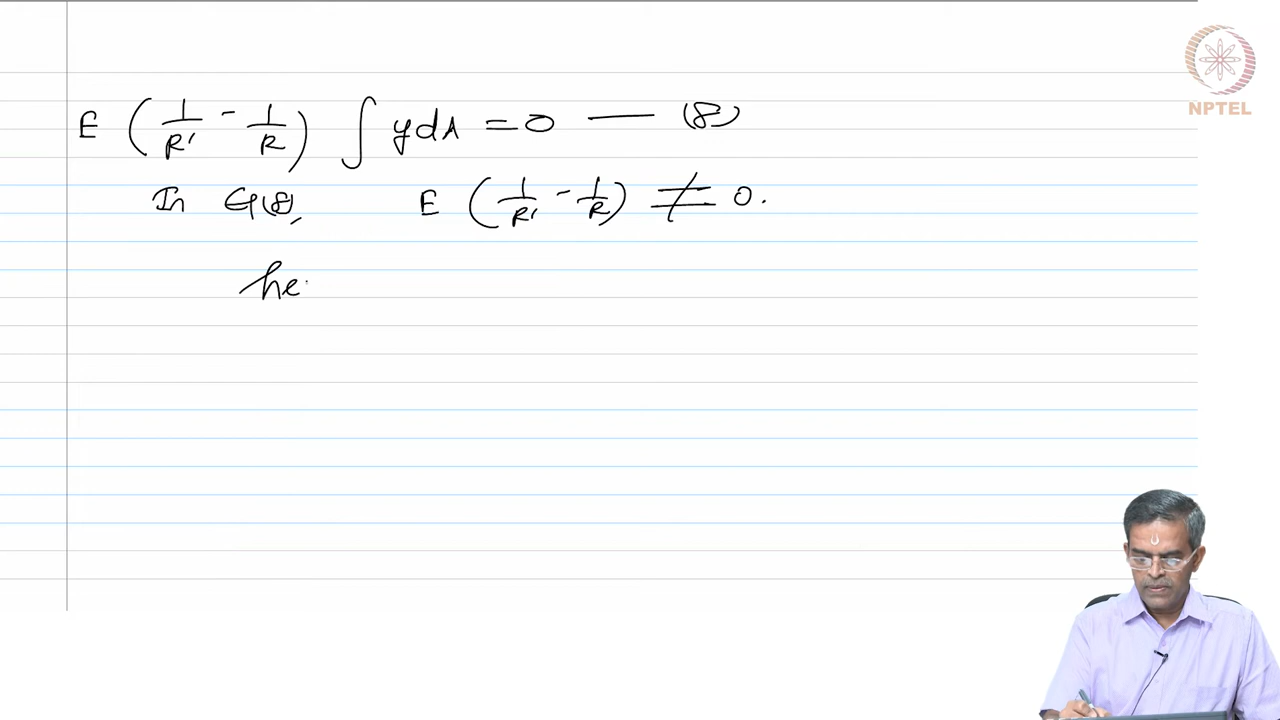 E (1/R' - 1/R) ∫ y dA = 0 — (8)
In Eq(8), E (1/R' - 1/R) ≠ 0.
he
NPTEL